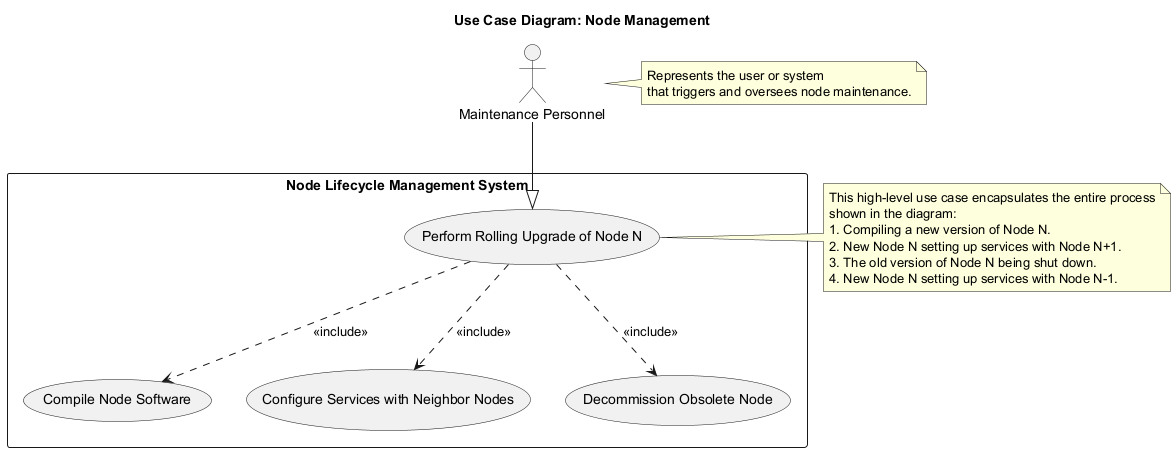 Use Case Diagram: Node Management
Represents the user or system
that triggers and oversees node maintenance.
Maintenance Personnel
Node Lifecycle Management System
This high-level use case encapsulates the entire process
shown in the diagram:
1. Compiling a new version of Node N.
2. New Node N setting up services with Node N+1.
3. The old version of Node N being shut down.
4. New Node N setting up services with Node N-1.
Perform Rolling Upgrade of Node N
«include»
«include»
«include»
Compile Node Software
Configure Services with Neighbor Nodes
Decommission Obsolete Node